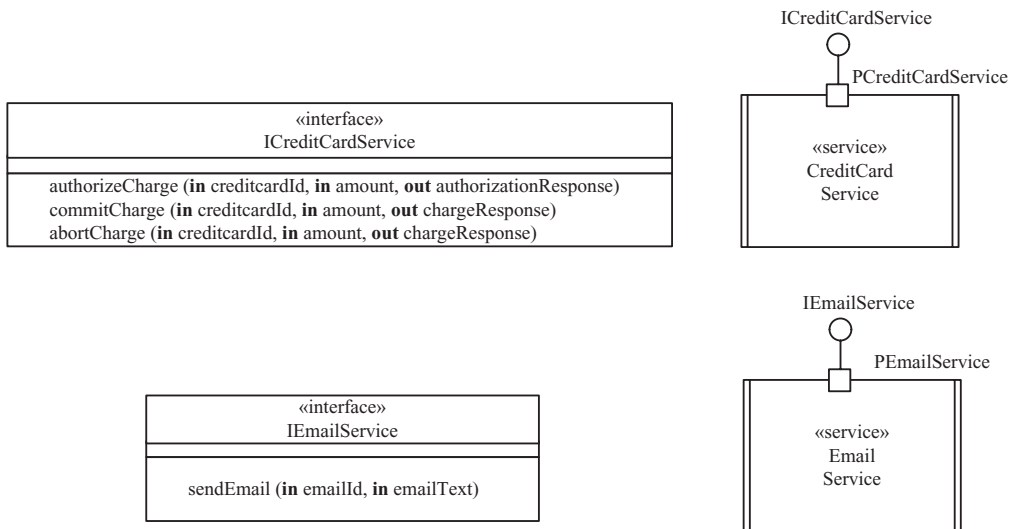 ICreditCardService
PCreditCardService
«interface»
ICreditCardService
authorizeCharge (in creditcardId, in amount, out authorizationResponse)
commitCharge (in creditcardId, in amount, out chargeResponse)
abortCharge (in creditcardId, in amount, out chargeResponse)
«service»
CreditCard
Service
IEmailService
PEmailService
«interface»
IEmailService
sendEmail (in emailId, in emailText)
«service»
Email
Service